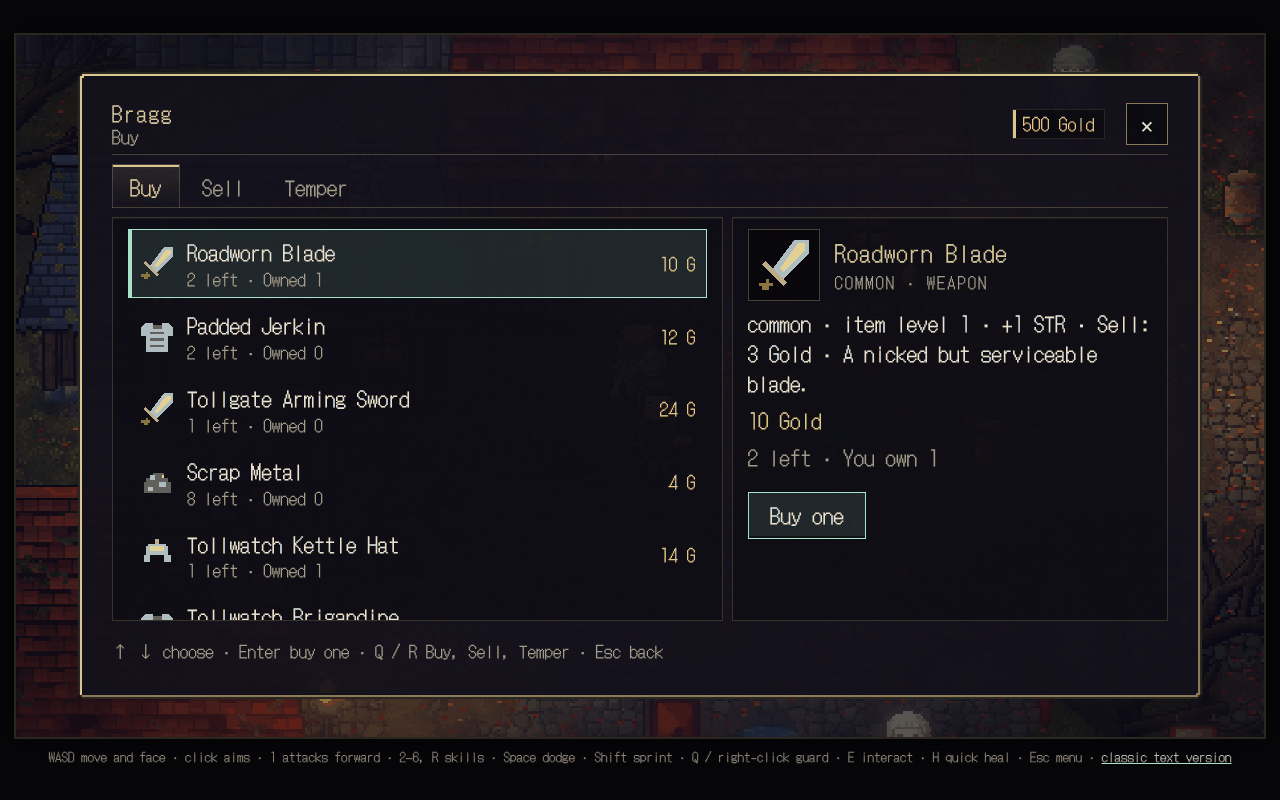 Bragg
Buy
500 Gold
×
Buy
Sell
Temper
Roadworn Blade
2 left · Owned 1
10 G
Padded Jerkin
2 left · Owned 0
12 G
Tollgate Arming Sword
1 left · Owned 0
24 G
Scrap Metal
8 left · Owned 0
4 G
Tollwatch Kettle Hat
1 left · Owned 1
14 G
Tollwatch Brigandine
Roadworn Blade
COMMON · WEAPON
common · item level 1 · +1 STR · Sell:
3 Gold · A nicked but serviceable
blade.
10 Gold
2 left · You own 1
Buy one
↑ ↓ choose · Enter buy one · Q / R Buy, Sell, Temper · Esc back
WASD move and face · click aims · 1 attacks forward · 2–6, R skills · Space dodge · Shift sprint · Q / right-click guard · E interact · H quick heal · Esc menu · classic text version